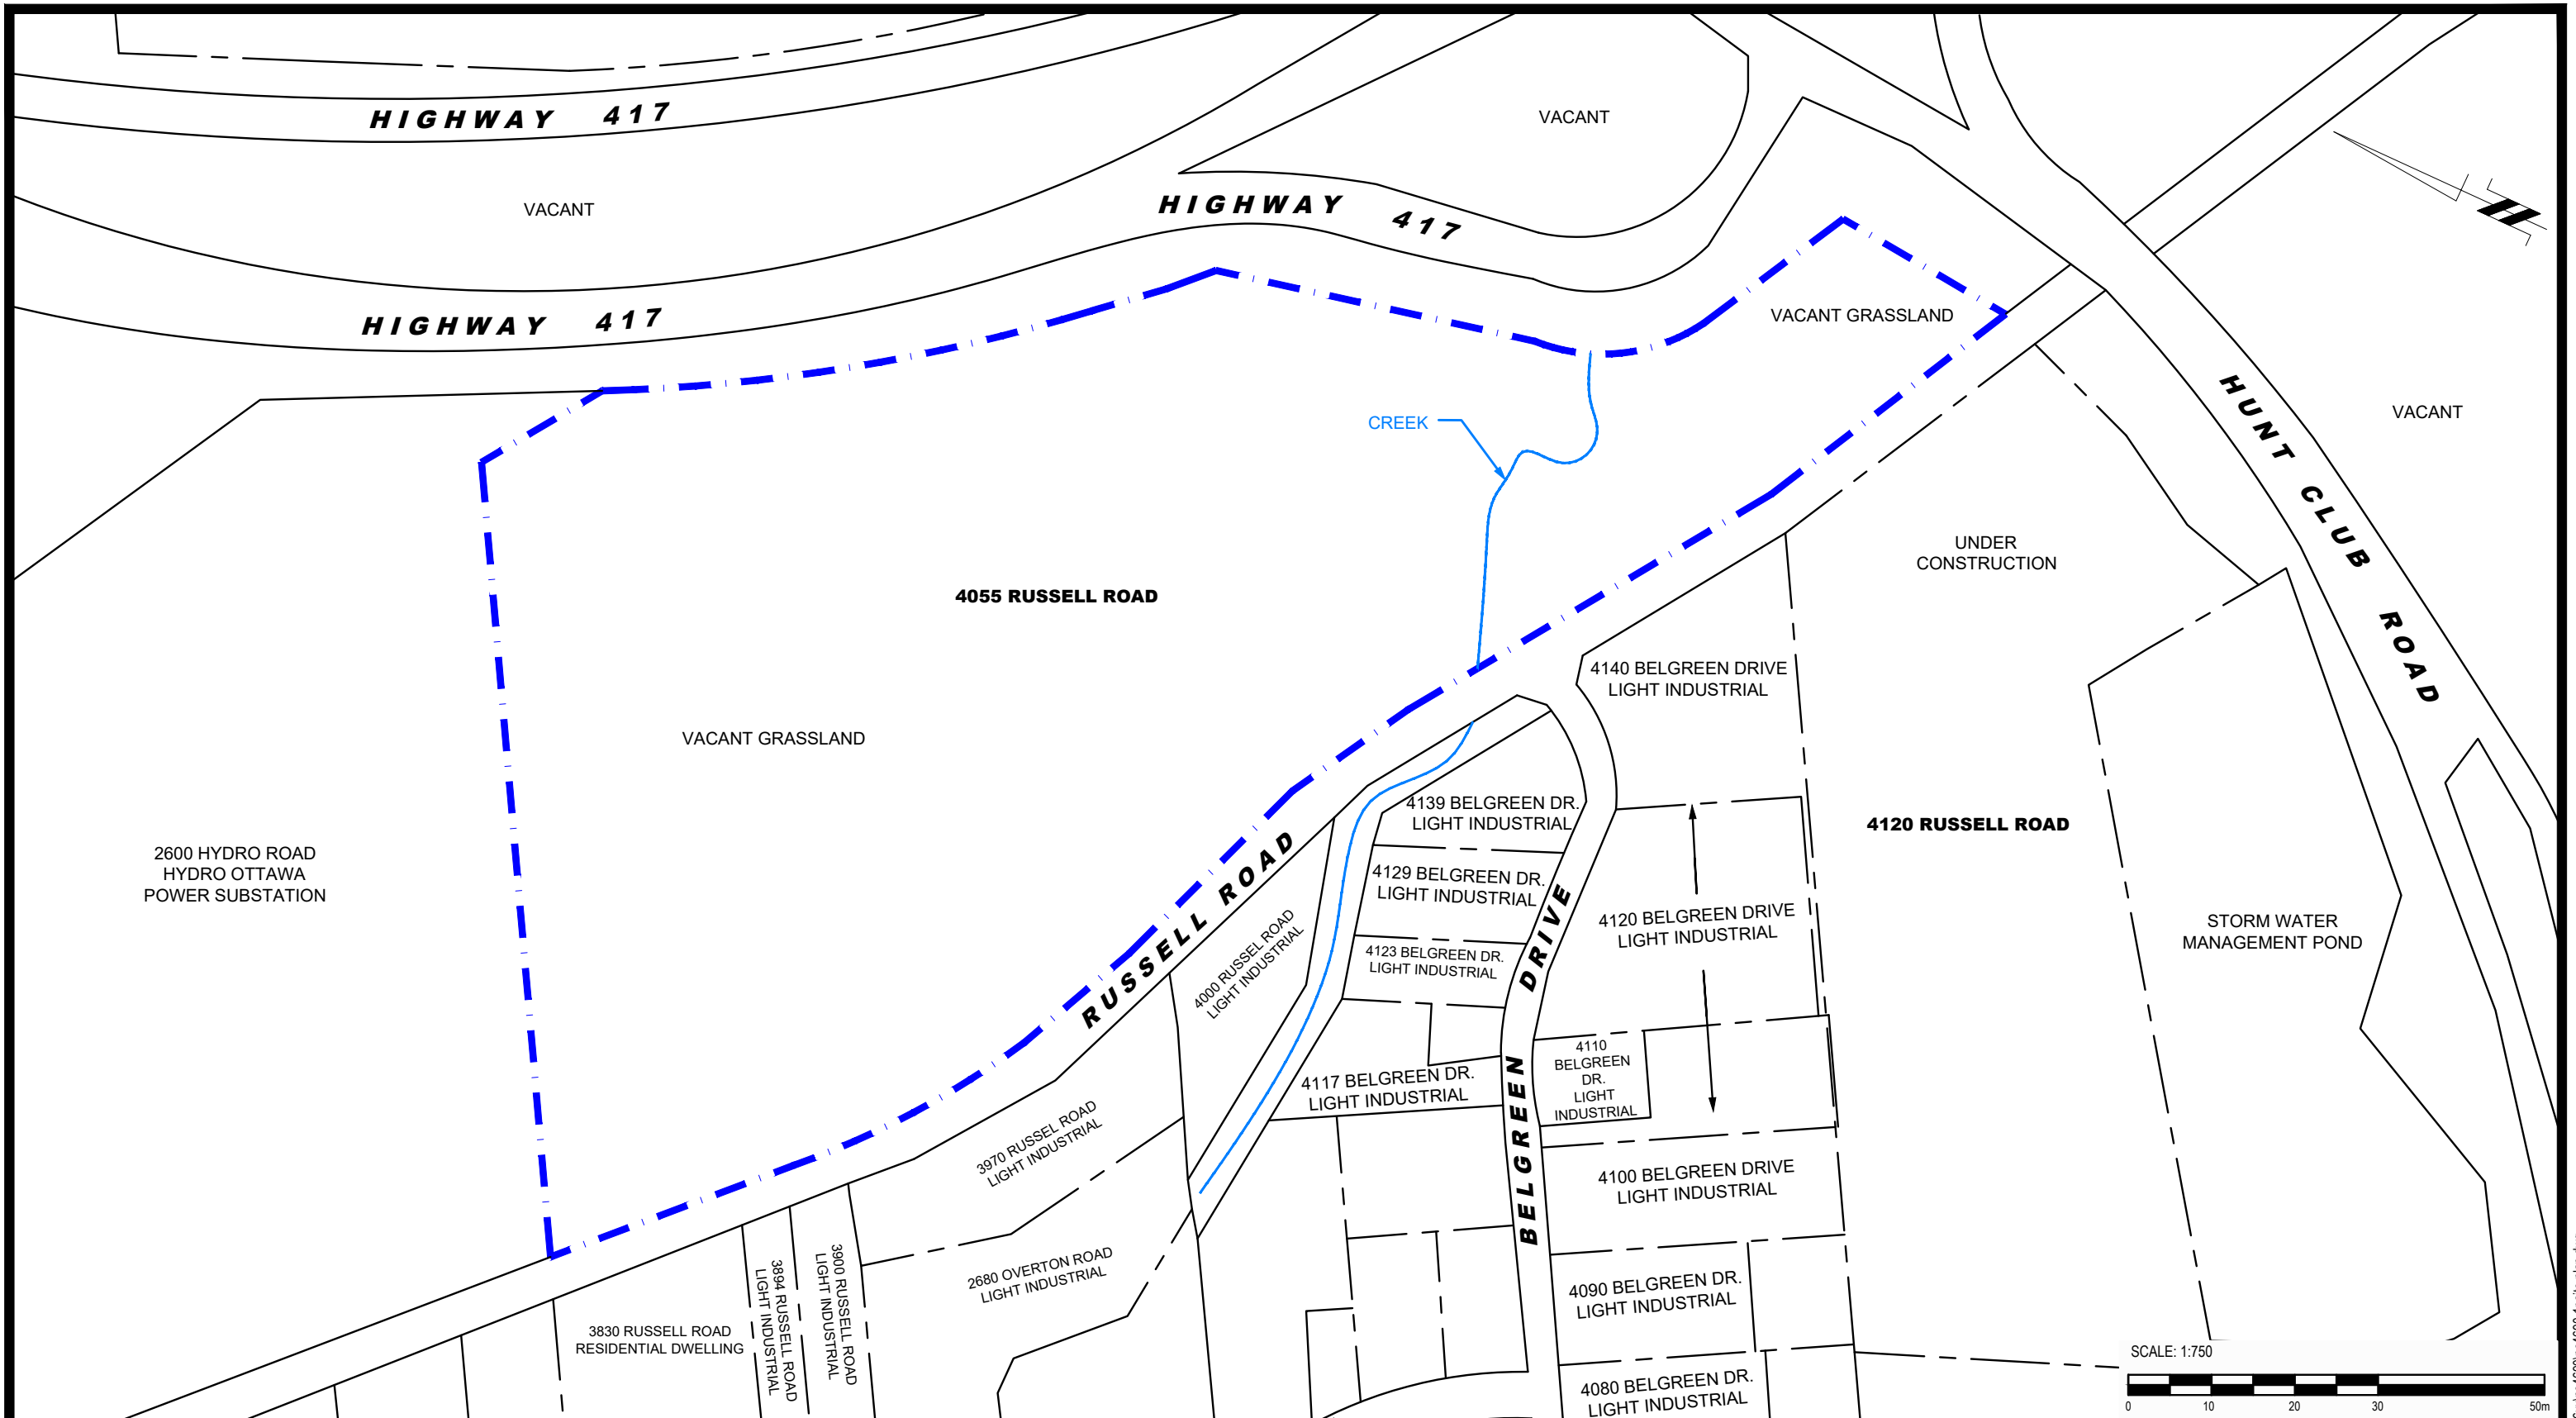 HIGHWAY 417
VACANT
VACANT
HIGHWAY 417
HIGHWAY 417
VACANT GRASSLAND
VACANT
CREEK
HUNT CLUB ROAD
UNDER
CONSTRUCTION
4055 RUSSELL ROAD
4140 BELGREEN DRIVE
LIGHT INDUSTRIAL
VACANT GRASSLAND
4139 BELGREEN DR.
LIGHT INDUSTRIAL
4120 RUSSELL ROAD
2600 HYDRO ROAD
HYDRO OTTAWA
POWER SUBSTATION
RUSSELL ROAD
4129 BELGREEN DR.
LIGHT INDUSTRIAL
4000 RUSSEL ROAD
LIGHT INDUSTRIAL
4120 BELGREEN DRIVE
LIGHT INDUSTRIAL
STORM WATER
MANAGEMENT POND
4123 BELGREEN DR.
LIGHT INDUSTRIAL
BELGREEN DRIVE
4110
BELGREEN
DR.
LIGHT
INDUSTRIAL
4117 BELGREEN DR.
LIGHT INDUSTRIAL
3970 RUSSEL ROAD
LIGHT INDUSTRIAL
4100 BELGREEN DRIVE
LIGHT INDUSTRIAL
2680 OVERTON ROAD
LIGHT INDUSTRIAL
3894 RUSSELL ROAD
LIGHT INDUSTRIAL
3900 RUSSELL ROAD
LIGHT INDUSTRIAL
4090 BELGREEN DR.
LIGHT INDUSTRIAL
3830 RUSSELL ROAD
RESIDENTIAL DWELLING
4080 BELGREEN DR.
LIGHT INDUSTRIAL
SCALE: 1:750
0 10 20 30 50m